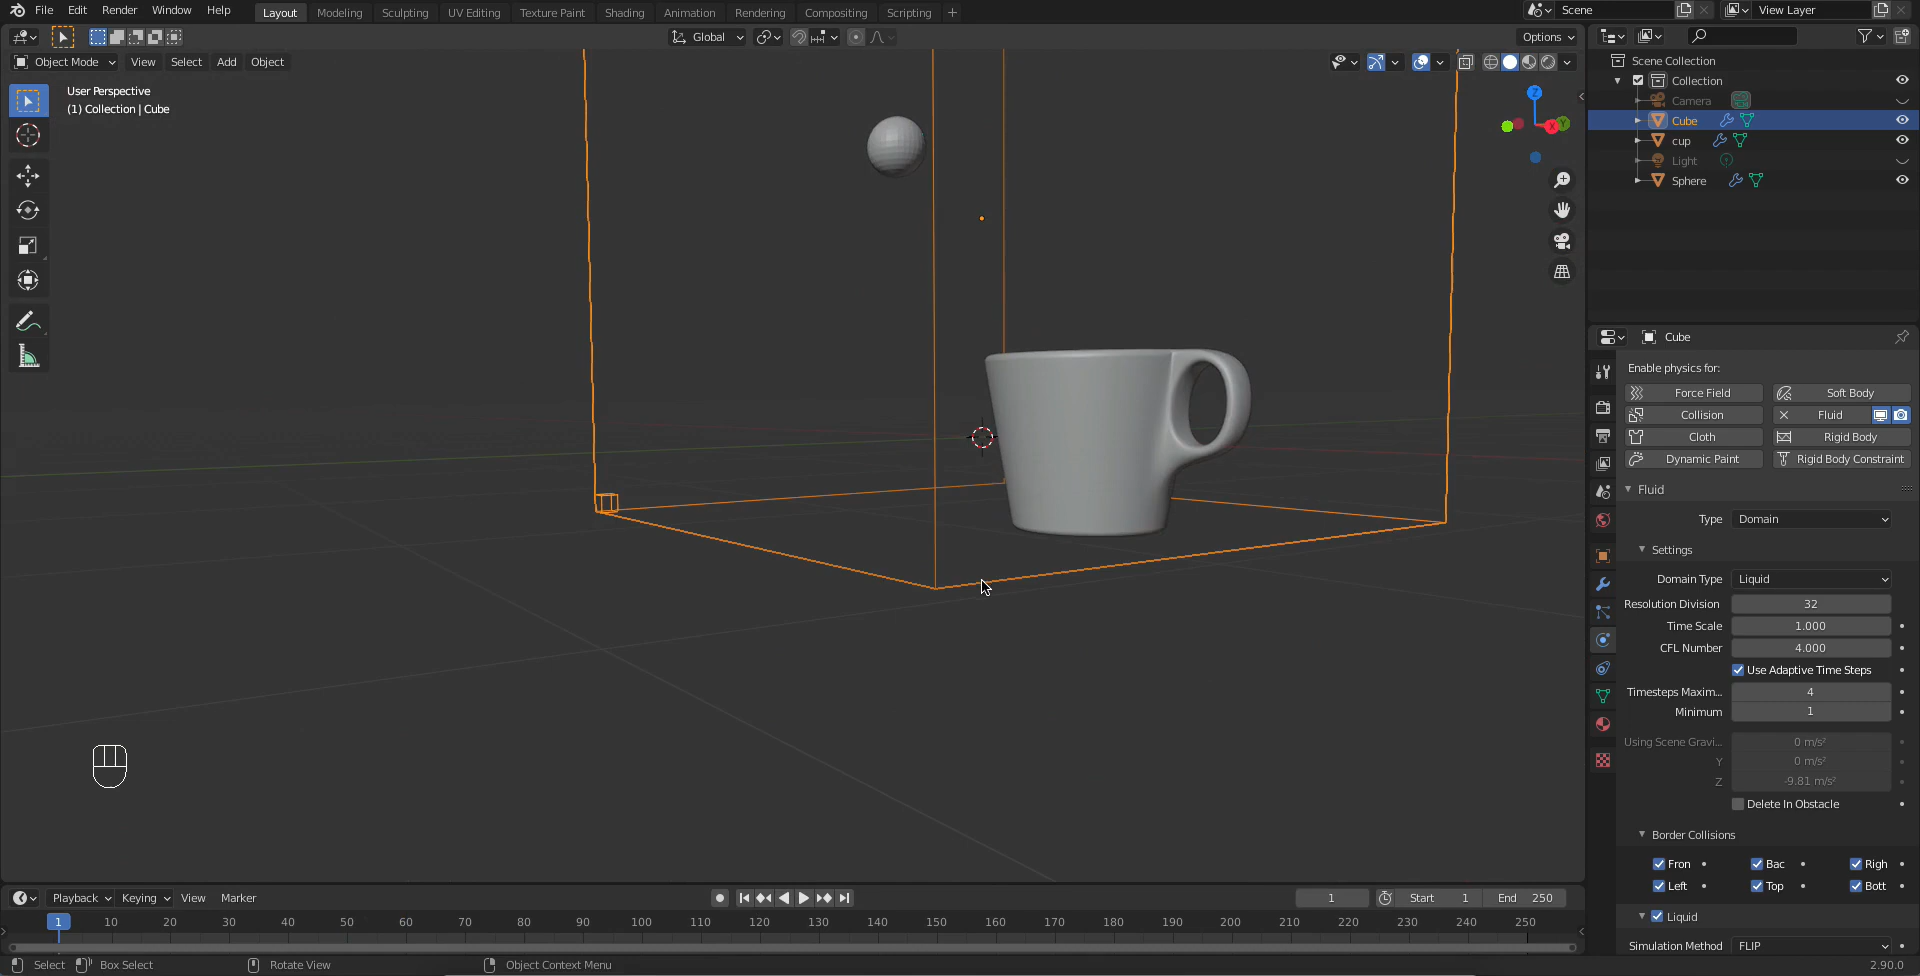 File Edit Render Window Help Layout Modeling Sculpting UV Editing Texture Paint Shading Animation Rendering Compositing Scripting + Scene View Layer
Global Options
Object Mode View Select Add Object
User Perspective
(1) Collection | Cube
Z
X
Y
Scene Collection
Collection
Camera
Cube
cup
Light
Sphere
Cube
Enable physics for:
Force Field Soft Body
Collision Fluid
Cloth Rigid Body
Dynamic Paint Rigid Body Constraint
Fluid
Type Domain
Settings
Domain Type Liquid
Resolution Division 32
Time Scale 1.000
CFL Number 4.000
Use Adaptive Time Steps
Timesteps Maxim... 4
Minimum 1
Using Scene Gravi... 0 m/s²
Y 0 m/s²
Z -9.81 m/s²
Delete In Obstacle
Border Collisions
Fron Bac Righ
Left Top Bott
Liquid
Simulation Method FLIP
Playback Keying View Marker 1 Start 1 End 250
1 10 20 30 40 50 60 70 80 90 100 110 120 130 140 150 160 170 180 190 200 210 220 230 240 250
Select Box Select Rotate View Object Context Menu 2.90.0